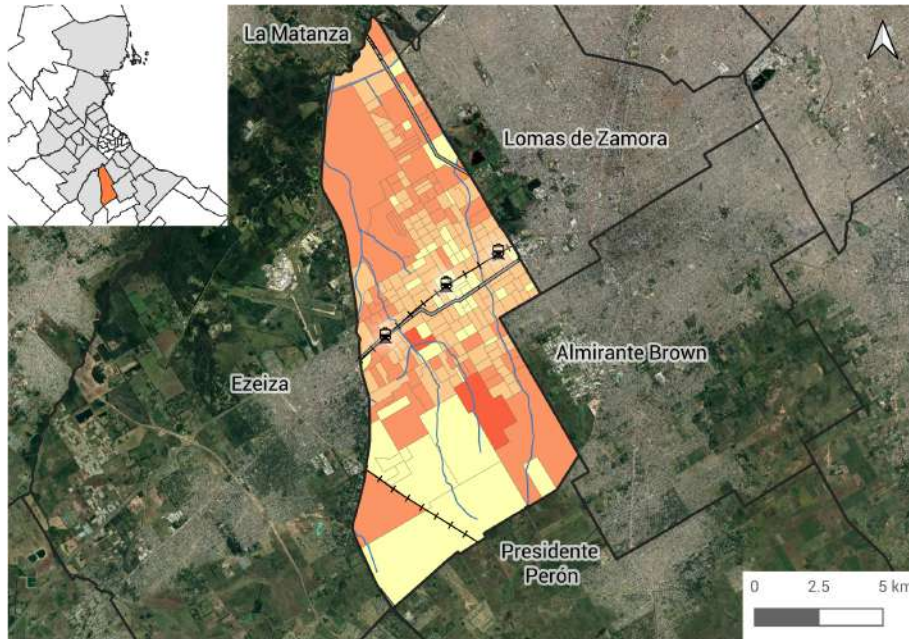 La Matanza
Lomas de Zamora
Almirante Brown
Ezeiza
Presidente
Perón
0 2.5 5 km